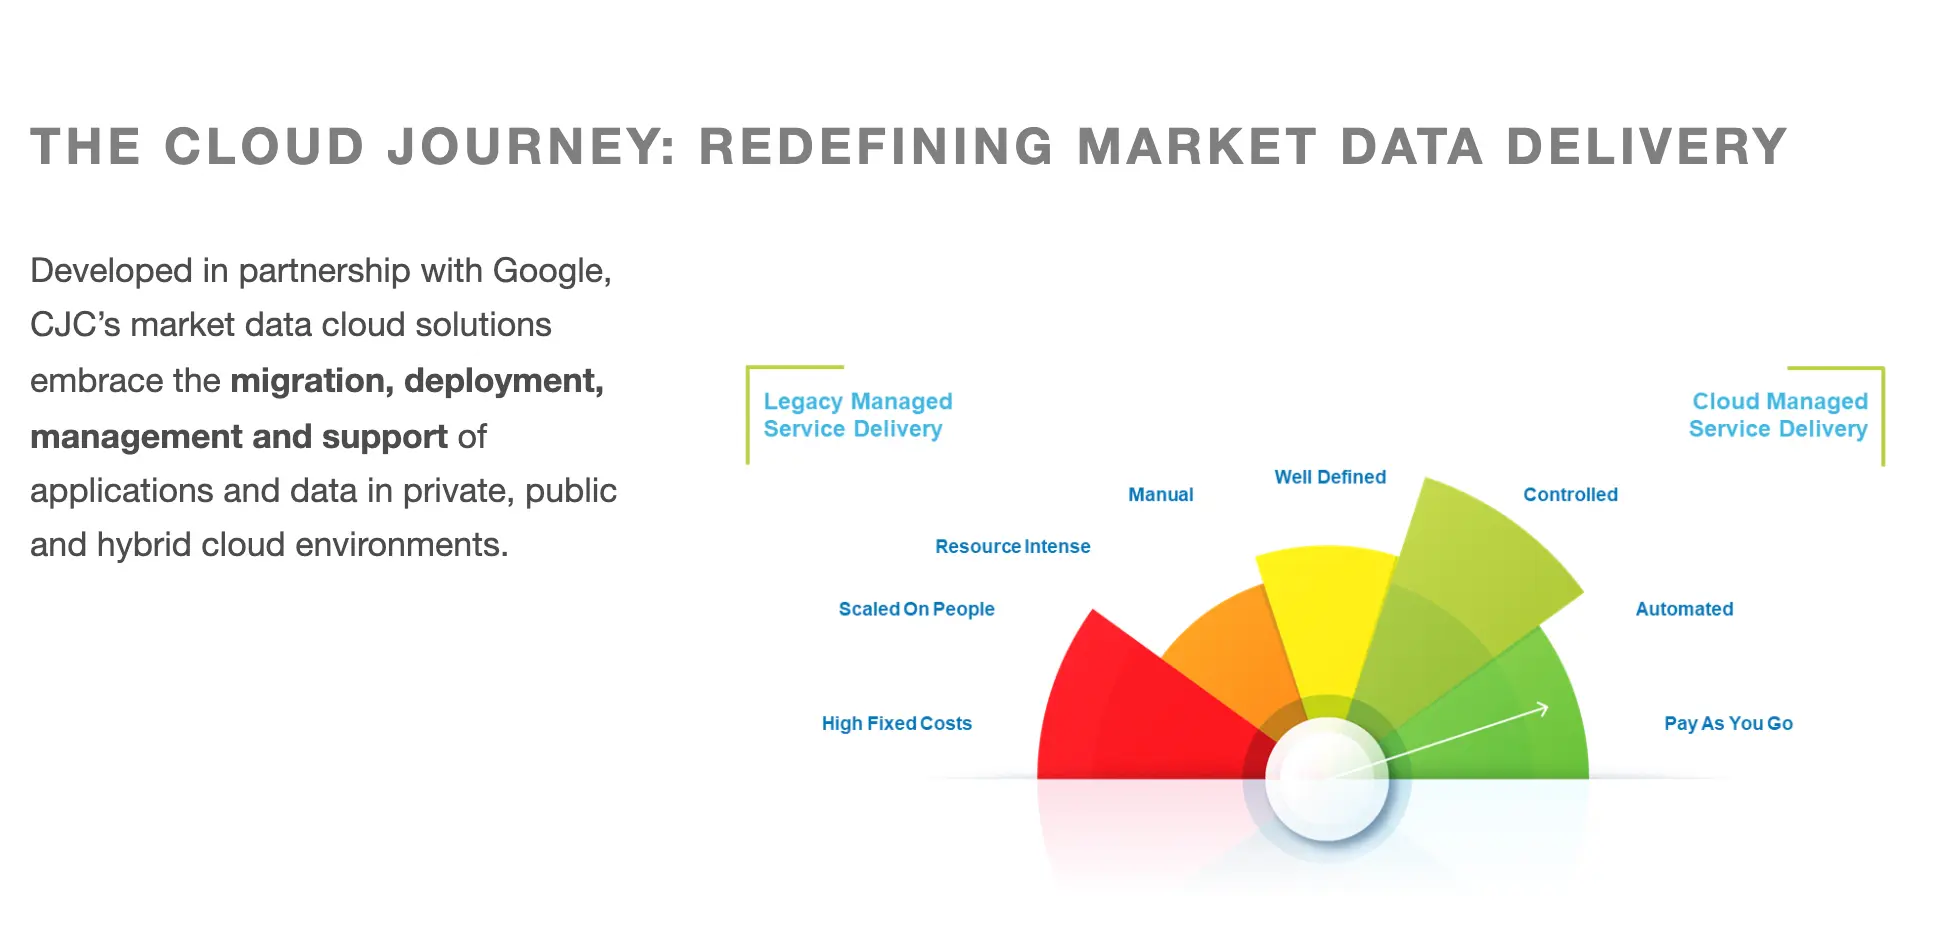 THE CLOUD JOURNEY: REDEFINING MARKET DATA DELIVERY
Developed in partnership with Google,
CJC’s market data cloud solutions
embrace the migration, deployment,
management and support of
applications and data in private, public
and hybrid cloud environments.
Legacy Managed
Service Delivery
Cloud Managed
Service Delivery
High Fixed Costs
Scaled On People
Resource Intense
Manual
Well Defined
Controlled
Automated
Pay As You Go